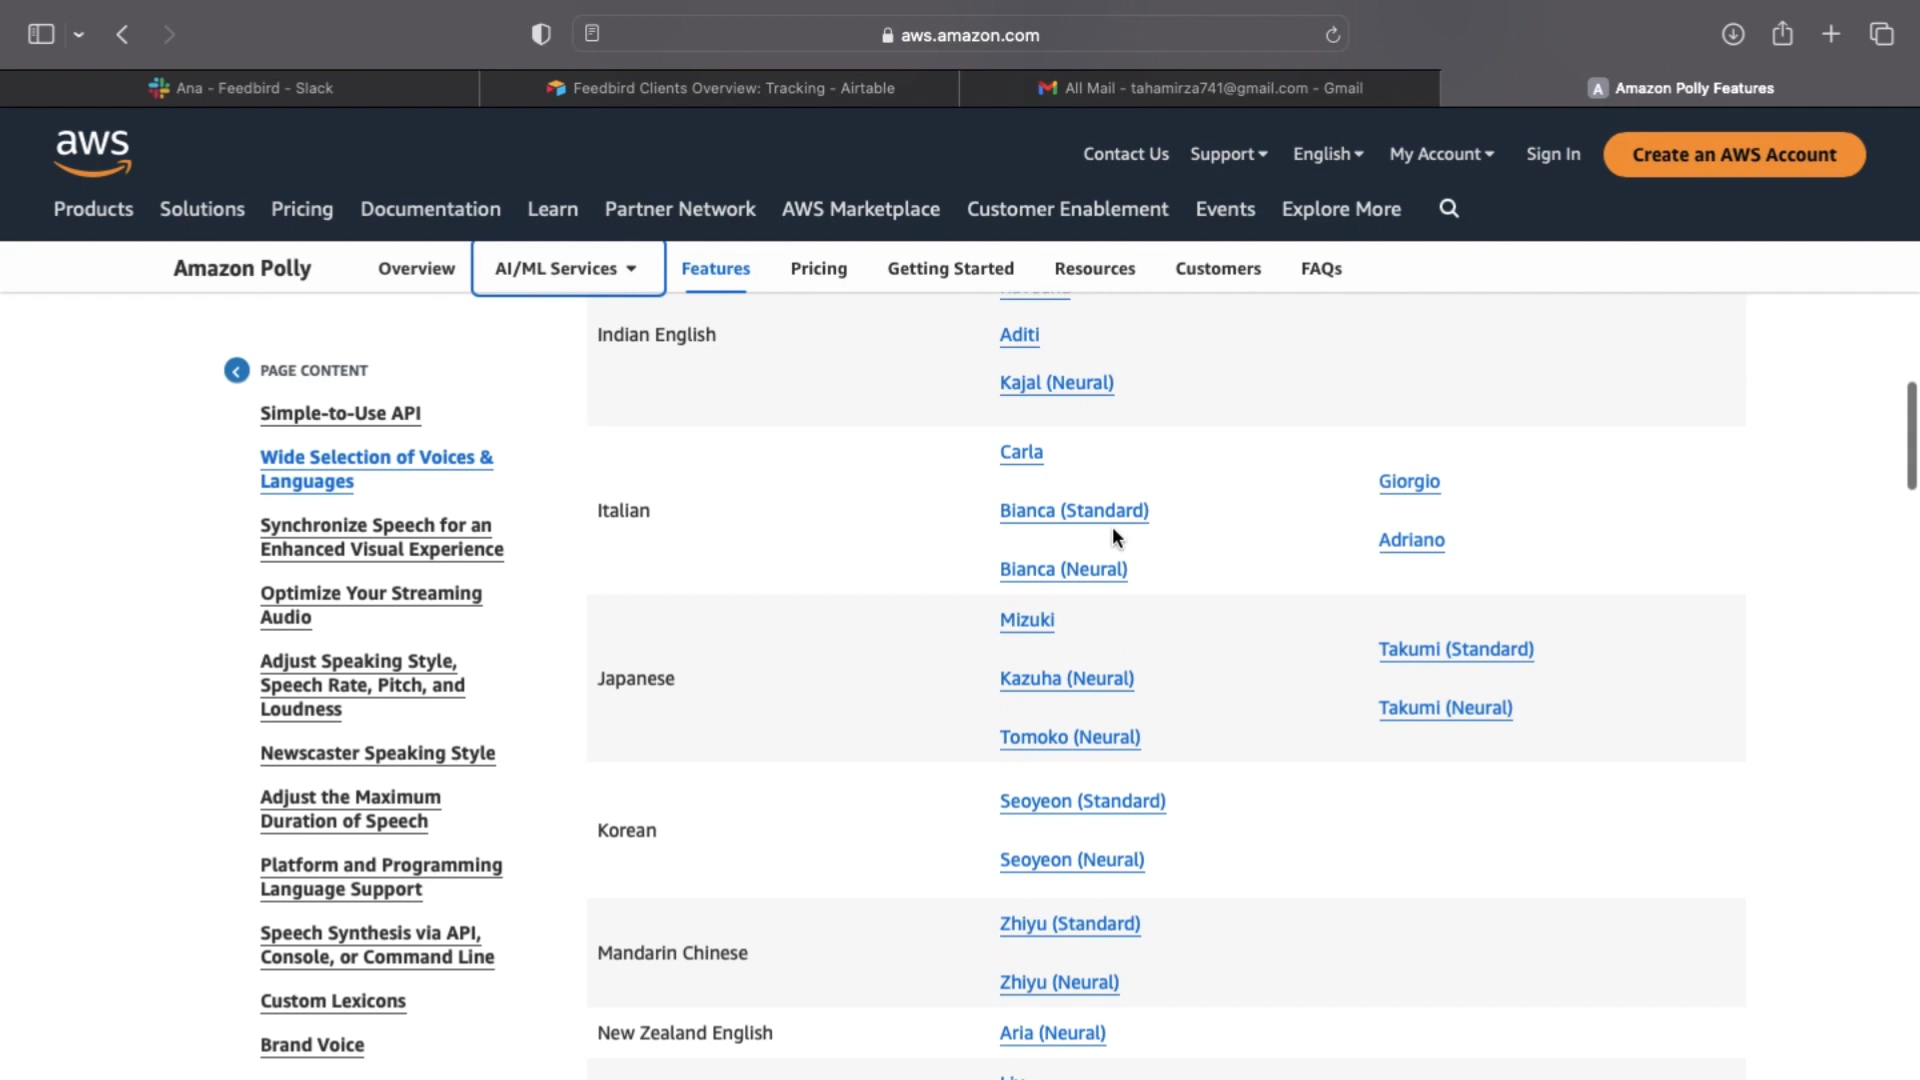 aws.amazon.com
Ana - Feedbird - Slack
Feedbird Clients Overview: Tracking - Airtable
All Mail - tahamirza741@gmail.com - Gmail
A Amazon Polly Features
aws
Contact Us
Support
English
My Account
Sign In
Create an AWS Account
Products
Solutions
Pricing
Documentation
Learn
Partner Network
AWS Marketplace
Customer Enablement
Events
Explore More
Amazon Polly
Overview
AI/ML Services
Features
Pricing
Getting Started
Resources
Customers
FAQs
PAGE CONTENT
Simple-to-Use API
Wide Selection of Voices &
Languages
Synchronize Speech for an
Enhanced Visual Experience
Optimize Your Streaming
Audio
Adjust Speaking Style,
Speech Rate, Pitch, and
Loudness
Newscaster Speaking Style
Adjust the Maximum
Duration of Speech
Platform and Programming
Language Support
Speech Synthesis via API,
Console, or Command Line
Custom Lexicons
Brand Voice
Indian English
Aditi
Kajal (Neural)
Italian
Carla
Bianca (Standard)
Bianca (Neural)
Giorgio
Adriano
Japanese
Mizuki
Kazuha (Neural)
Tomoko (Neural)
Takumi (Standard)
Takumi (Neural)
Korean
Seoyeon (Standard)
Seoyeon (Neural)
Mandarin Chinese
Zhiyu (Standard)
Zhiyu (Neural)
New Zealand English
Aria (Neural)